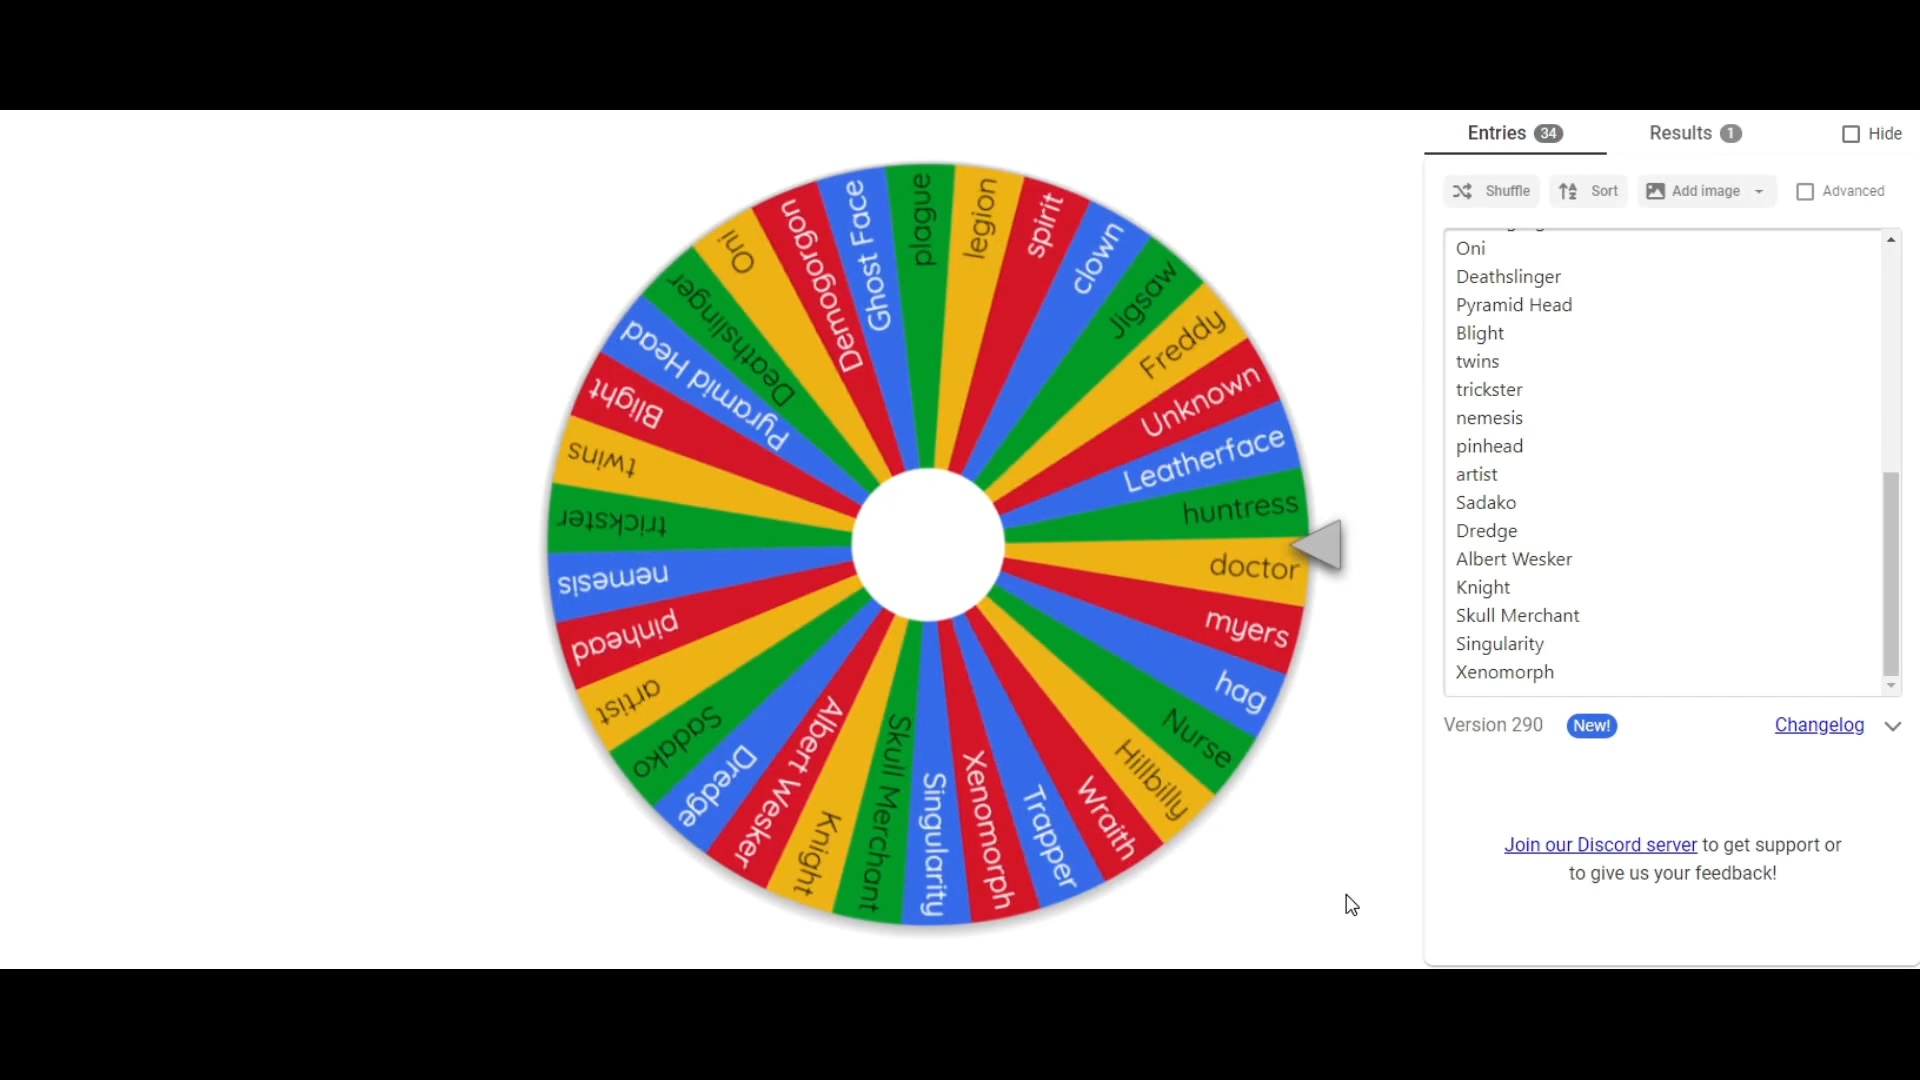 Entries 34
Results 1
Hide
Shuffle
Sort
Add image
Advanced
Oni
Deathslinger
Pyramid Head
Blight
twins
trickster
nemesis
pinhead
artist
Sadako
Dredge
Albert Wesker
Knight
Skull Merchant
Singularity
Xenomorph
Version 290
New!
Changelog
Join our Discord server to get support or
to give us your feedback!
plague
legion
spirit
clown
Jigsaw
Freddy
Unknown
Leatherface
huntress
doctor
myers
hag
Nurse
Hillbilly
Wraith
Trapper
Xenomorph
Singularity
Skull Merchant
Knight
Albert Wesker
Dredge
Sadako
artist
pinhead
nemesis
trickster
twins
Blight
Pyramid Head
Deathslinger
Oni
Demogorgon
Ghost Face